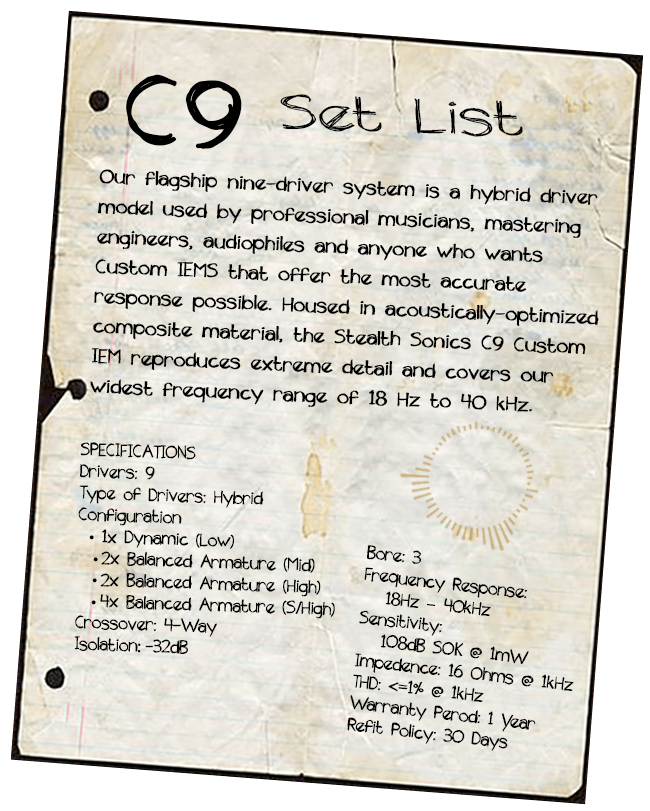 C9 Set List
Our flagship nine-driver system is a hybrid driver
model used by professional musicians, mastering
engineers, audiophiles and anyone who wants
Custom IEMS that offer the most accurate
response possible. Housed in acoustically-optimized
composite material, the Stealth Sonics C9 Custom
IEM reproduces extreme detail and covers our
widest frequency range of 18 Hz to 40 kHz.
SPECIFICATIONS
Drivers: 9
Type of Drivers: Hybrid
Configuration
• 1x Dynamic (Low)
• 2x Balanced Armature (Mid)
• 2x Balanced Armature (High)
• 4x Balanced Armature (S/High)
Crossover: 4-Way
Isolation: -32dB
Bore: 3
Frequency Response:
18Hz - 40kHz
Sensitivity:
108dB SOK @ 1mW
Impedence: 16 Ohms @ 1kHz
THD: <=1% @ 1kHz
Warranty Perod: 1 Year
Refit Policy: 30 Days